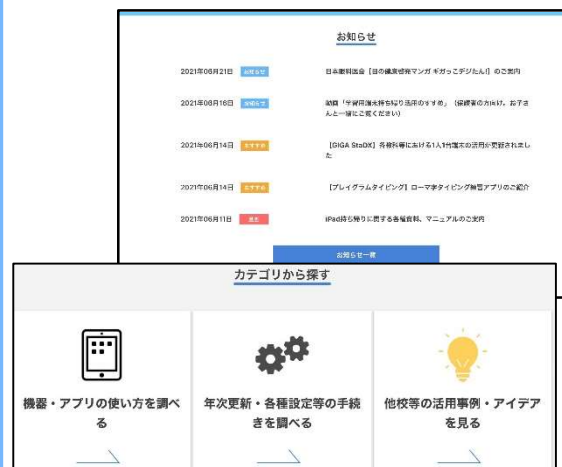 お知らせ
2021年06月21日 お知らせ 日本眼科医会【目の健康啓発マンガ ギガっこデジたん!】のご案内
2021年06月16日 お知らせ 動画「学習用端末持ち帰り活用のすすめ」(保護者の方向け。お子さ
んと一緒にご覧ください)
2021年06月14日 おすすめ 【GIGA StuDX】各教科等における1人1台端末の活用が更新されまし
た
2021年06月14日 おすすめ 【プレイグラムタイピング】ローマ字タイピング練習アプリのご紹介
2021年06月11日 iPad持ち帰りに関する各種資料、マニュアルのご案内
お知らせ一覧
カテゴリから探す
機器・アプリの使い方を調べ
る
年次更新・各種設定等の手続
きを調べる
他校等の活用事例・アイデア
を見る